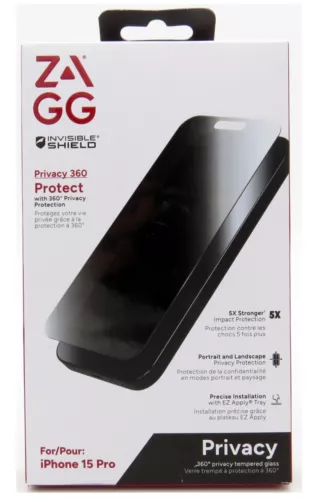 ZAGG
INVISIBLE®
SHIELD
Privacy 360
Protect
with 360° Privacy
Protection
Protégez votre vie
privée grâce à la
protection à 360°
5X Stronger†
Impact Protection
5X
Protection contre les
chocs 5 fois plus
Portrait and Landscape
Privacy Protection
Protection de la confidentialité
en modes portrait et paysage
Precise Installation
with EZ Apply® Tray
Installation précise grâce
au plateau EZ Apply®
For/Pour:
iPhone 15 Pro
Privacy
360° privacy tempered glass
Verre trempé à protection à 360°